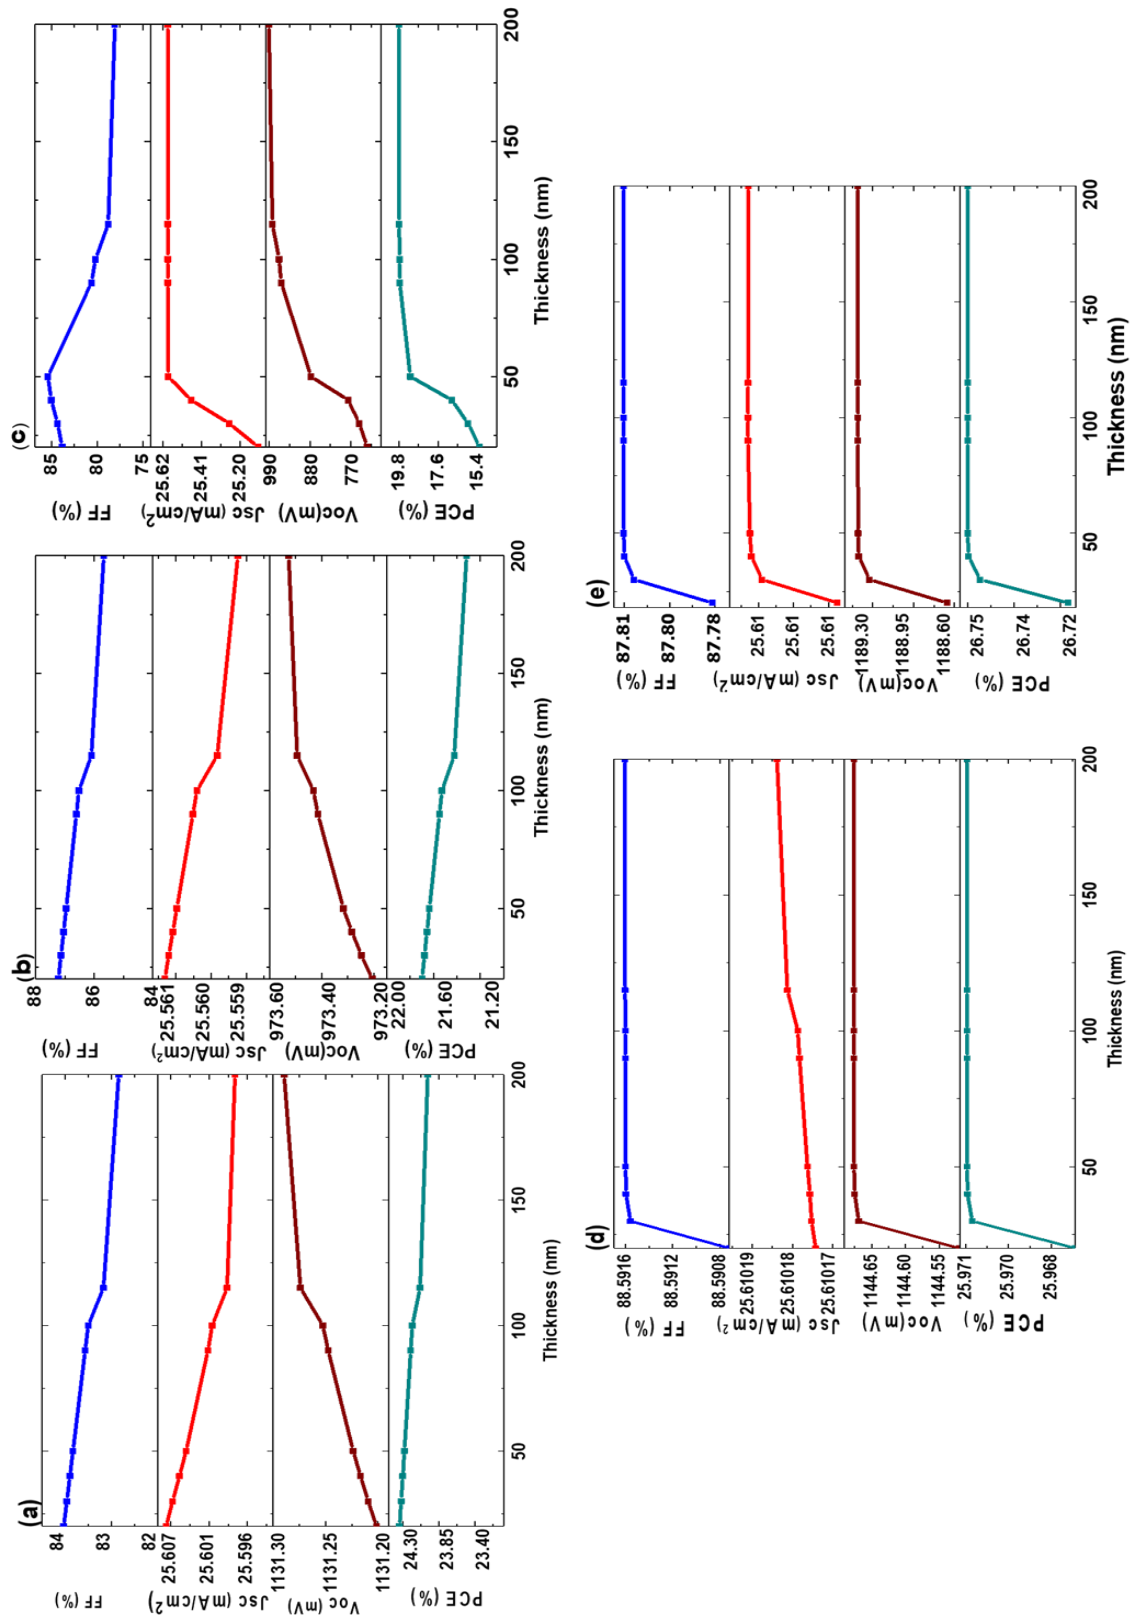 (a)
FF (%)
84
83
82
Jsc (mA/cm²)
25.607
25.601
25.596
Voc (mV)
1131.30
1131.25
1131.20
PCE (%)
24.30
23.85
23.40
50
100
150
200
Thickness (nm)
(b)
FF (%)
88
86
84
Jsc (mA/cm²)
25.561
25.560
25.559
Voc(mV)
973.60
973.40
973.20
PCE (%)
22.00
21.60
21.20
50
100
150
200
Thickness (nm)
(c)
FF (%)
85
80
75
Jsc (mA/cm²)
25.62
25.41
25.20
Voc(mV)
990
880
770
PCE (%)
19.8
17.6
15.4
50
100
150
200
Thickness (nm)
(d)
FF (%)
88.5916
88.5912
88.5908
Jsc (mA/cm²)
25.61019
25.61018
25.61017
Voc(mV)
1144.65
1144.60
1144.55
PCE (%)
25.971
25.970
25.968
50
100
150
200
Thickness (nm)
(e)
FF (%)
87.81
87.80
87.78
Jsc (mA/cm²)
25.61
25.61
25.61
Voc(mV)
1189.30
1188.95
1188.60
PCE (%)
26.75
26.74
26.72
50
100
150
200
Thickness (nm)